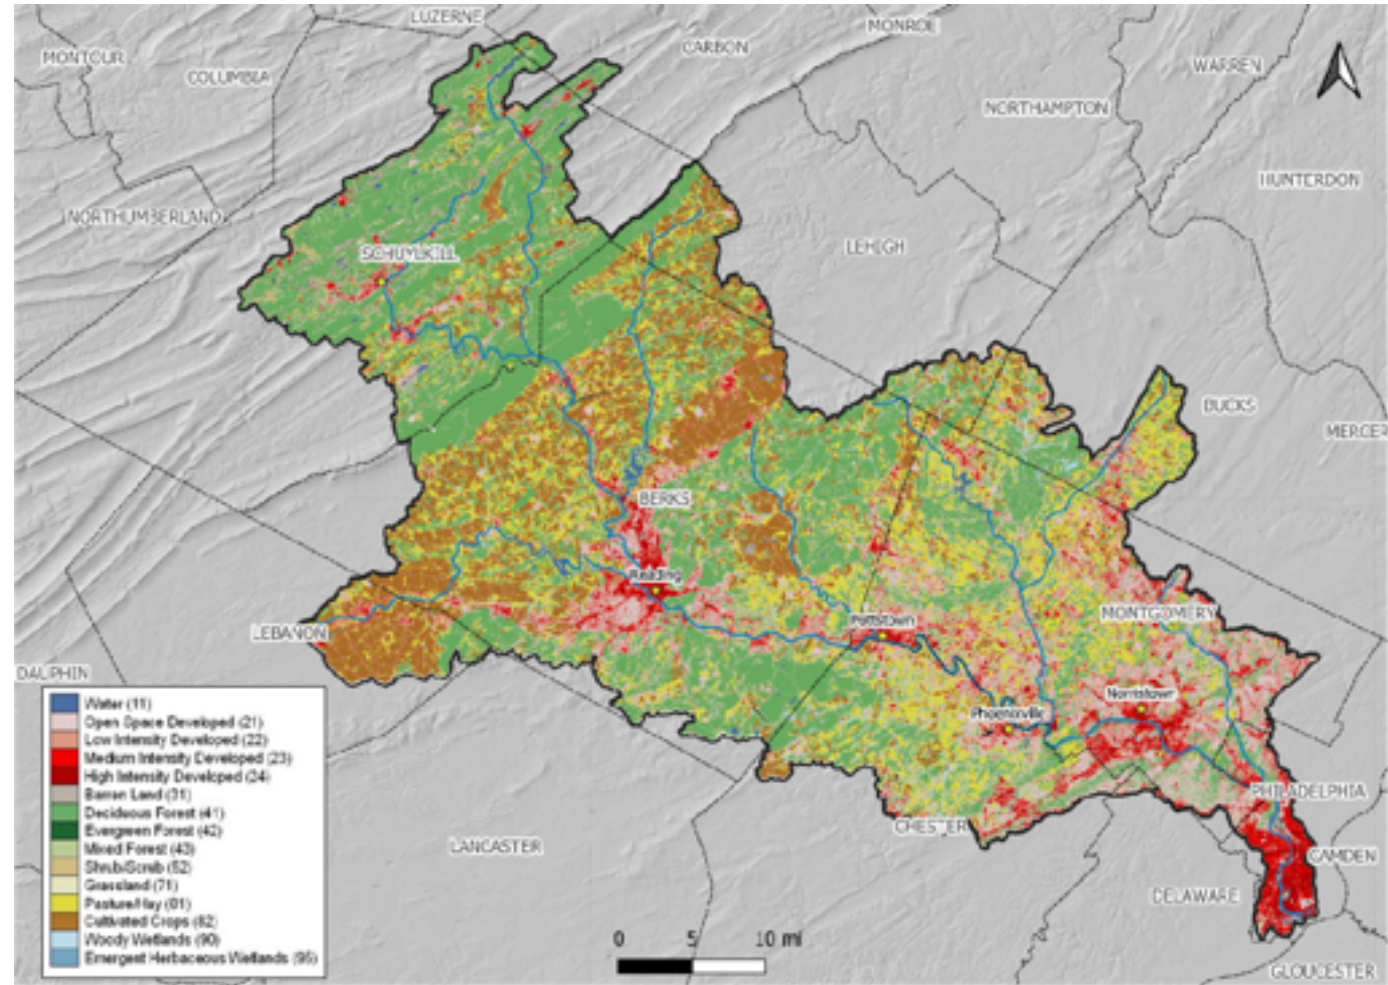 LUZERNE
MONROE
CARBON
MONTOUR
COLUMBIA
WARREN
NORTHAMPTON
HUNTERDON
NORTHUMBERLAND
LEHIGH
SCHUYLKILL
BUCKS
MERCER
BERKS
Reading
MONTGOMERY
Pottstown
LEBANON
DAULPHIN
Norristown
Phoenixville
PHILADELPHIA
CHESTER
LANCASTER
CAMDEN
DELAWARE
GLOUCESTER
Water (11)
Open Space Developed (21)
Low Intensity Developed (22)
Medium Intensity Developed (23)
High Intensity Developed (24)
Barren Land (31)
Deciduous Forest (41)
Evergreen Forest (42)
Mixed Forest (43)
Shrub/Scrub (52)
Grassland (71)
Pasture/Hay (81)
Cultivated Crops (82)
Woody Wetlands (90)
Emergent Herbaceous Wetlands (95)
0 5 10 mi